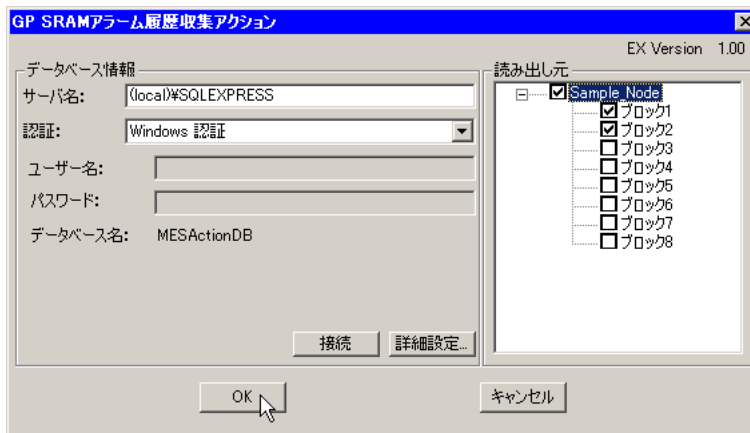 GP SRAMアラーム履歴収集アクション
EX Version 1.00
データベース情報
サーバ名: (local)¥SQLEXPRESS
認証: Windows 認証
ユーザー名:
パスワード:
データベース名: MESActionDB
接続
詳細設定...
読み出し元
Sample_Node
ブロック1
ブロック2
ブロック3
ブロック4
ブロック5
ブロック6
ブロック7
ブロック8
OK
キャンセル